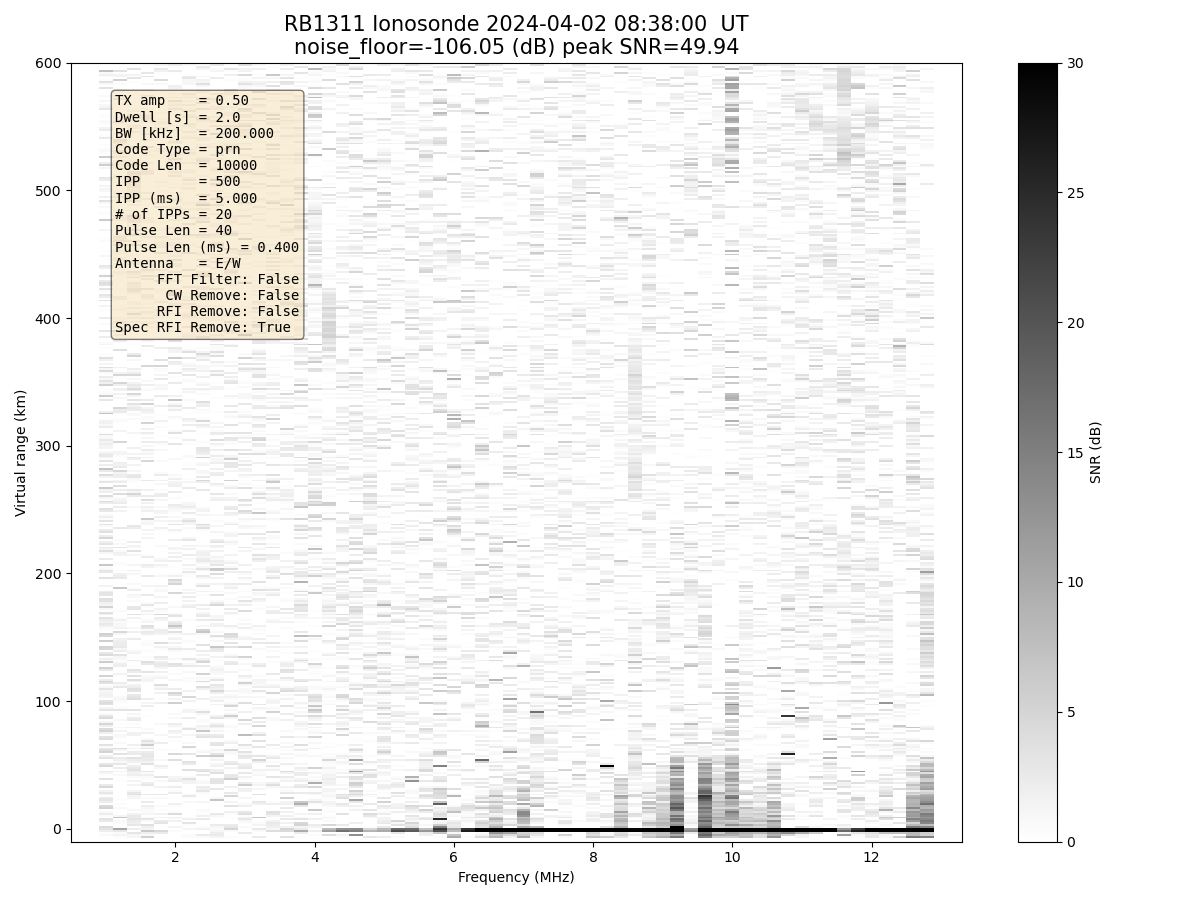 RB1311 Ionosonde 2024-04-02 08:38:00  UT
noise_floor=-106.05 (dB) peak SNR=49.94
TX amp    = 0.50
Dwell [s] = 2.0
BW [kHz]  = 200.000
Code Type = prn
Code Len  = 10000
IPP       = 500
IPP (ms)  = 5.000
# of IPPs = 20
Pulse Len = 40
Pulse Len (ms) = 0.400
Antenna   = E/W
FFT Filter: False
CW Remove: False
RFI Remove: False
Spec RFI Remove: True
600
500
400
300
200
100
0
Virtual range (km)
2 4 6 8 10 12
Frequency (MHz)
30
25
20
15
10
5
0
SNR (dB)